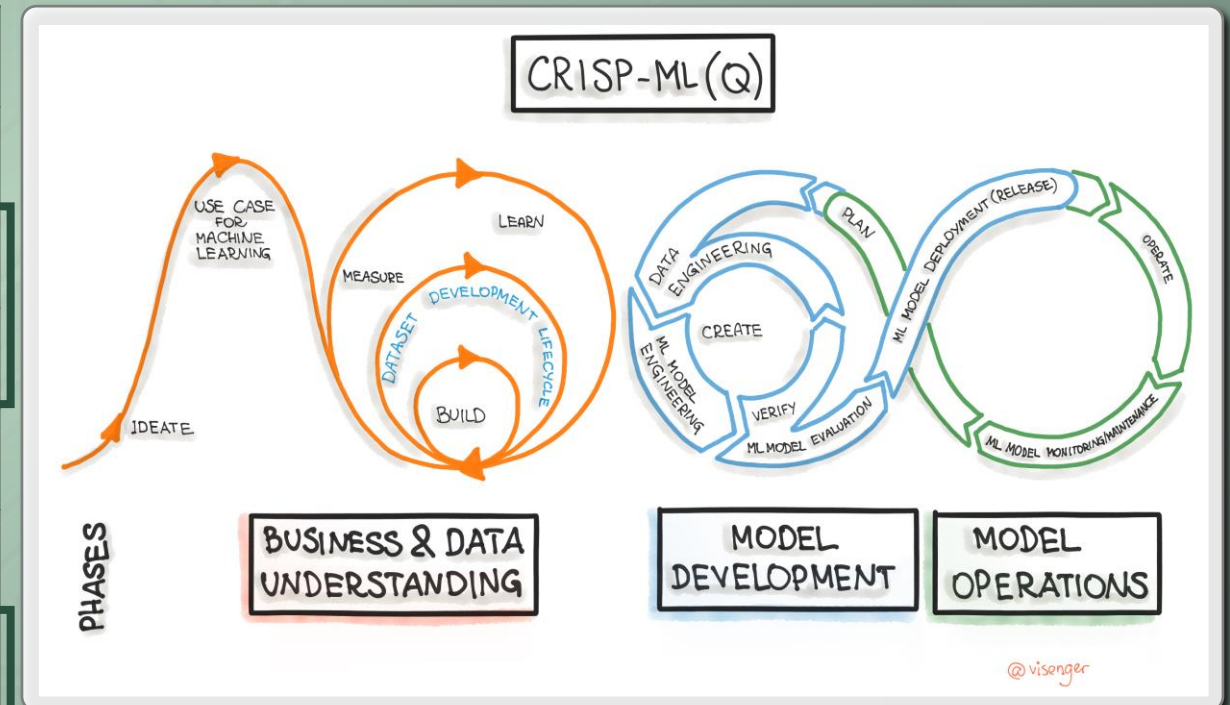 CRISP-ML(Q)
USE CASE
FOR
MACHINE
LEARNING
IDEATE
MEASURE
LEARN
DATASET DEVELOPMENT LIFECYCLE
BUILD
DATA
ENGINEERING
CREATE
ML MODEL
ENGINEERING
VERIFY
ML MODEL EVALUATION
PLAN
ML MODEL DEPLOYMENT (RELEASE)
OPERATE
ML MODEL MONITORING/MAINTENANCE
PHASES
BUSINESS & DATA
UNDERSTANDING
MODEL
DEVELOPMENT
MODEL
OPERATIONS
@visenger